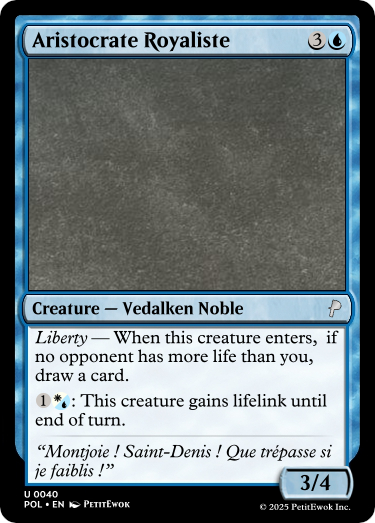 Aristocrate Royaliste 3
Creature — Vedalken Noble
Liberty — When this creature enters,  if
no opponent has more life than you,
draw a card.
1 : This creature gains lifelink until
end of turn.
“Montjoie ! Saint-Denis ! Que trépasse si
je faiblis !”
3/4
U 0040
POL • EN PetitEwok
© 2025 PetitEwok Inc.